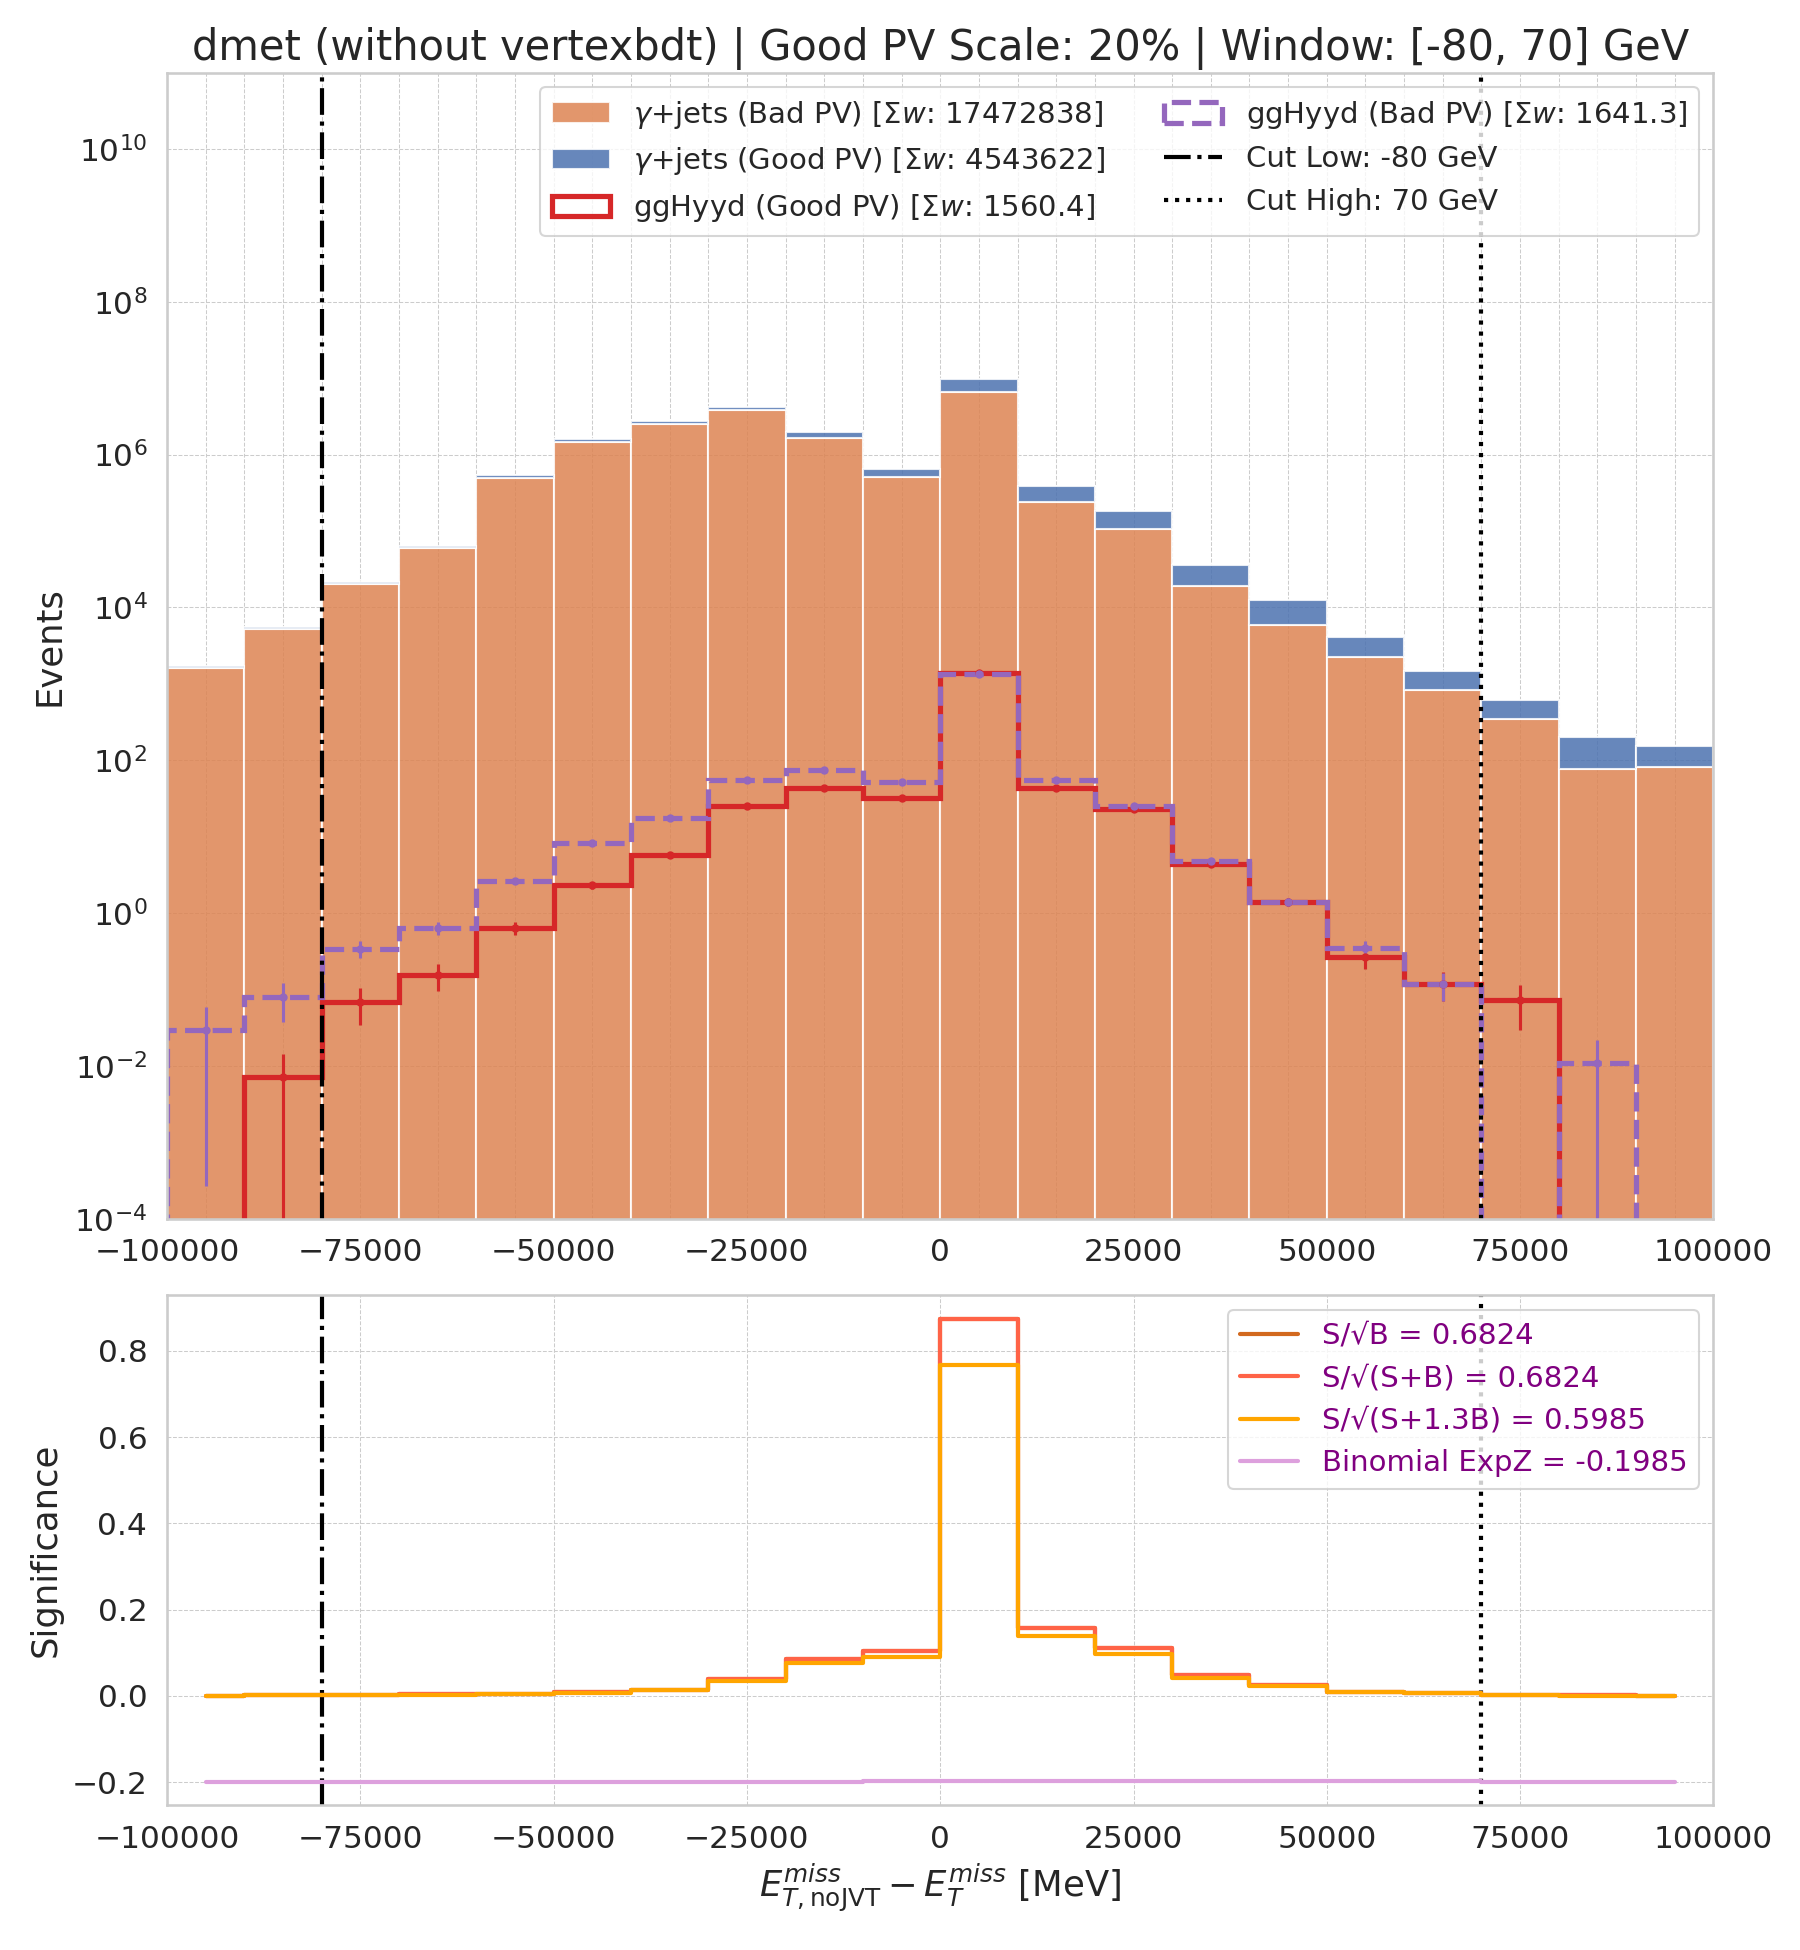 dmet (without vertexbdt) | Good PV Scale: 20% | Window: [-80, 70] GeV
γ+jets (Bad PV) [Σw: 17472838]
γ+jets (Good PV) [Σw: 4543622]
ggHyyd (Good PV) [Σw: 1560.4]
ggHyyd (Bad PV) [Σw: 1641.3]
Cut Low: -80 GeV
Cut High: 70 GeV
10^10
10^8
10^6
10^4
10^2
10^0
10^−2
10^−4
Events
−100000 −75000 −50000 −25000 0 25000 50000 75000 100000
S/√B = 0.6824
S/√(S+B) = 0.6824
S/√(S+1.3B) = 0.5985
Binomial ExpZ = -0.1985
0.8
0.6
0.4
0.2
0.0
−0.2
Significance
−100000 −75000 −50000 −25000 0 25000 50000 75000 100000
E_{T,noJVT}^{miss} − E_T^{miss} [MeV]